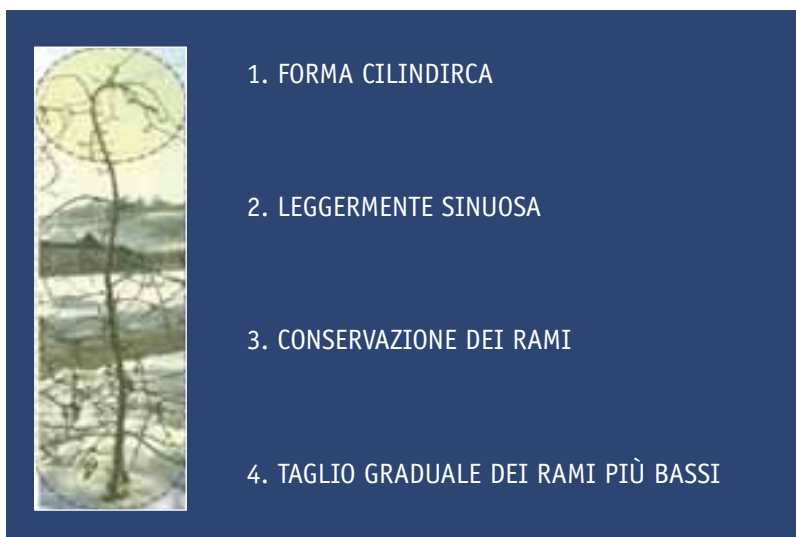 1. FORMA CILINDIRCA
2. LEGGERMENTE SINUOSA
3. CONSERVAZIONE DEI RAMI
4. TAGLIO GRADUALE DEI RAMI PIÙ BASSI